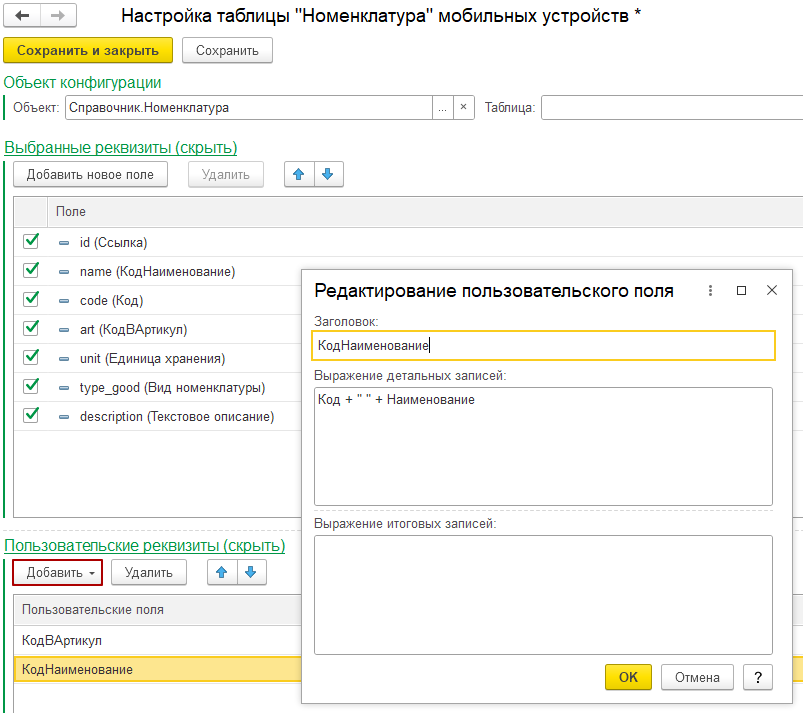 Настройка таблицы "Номенклатура" мобильных устройств *
Сохранить и закрыть
Сохранить
Объект конфигурации
Объект: Справочник.Номенклатура ... × Таблица:
Выбранные реквизиты (скрыть)
Добавить новое поле
Удалить
Поле
id (Ссылка)
name (КодНаименование)
code (Код)
art (КодВАртикул)
unit (Единица хранения)
type_good (Вид номенклатуры)
description (Текстовое описание)
Пользовательские реквизиты (скрыть)
Добавить
Удалить
Пользовательские поля
КодВАртикул
КодНаименование
Редактирование пользовательского поля
Заголовок:
КодНаименование
Выражение детальных записей:
Код + " " + Наименование
Выражение итоговых записей:
OK
Отмена
?